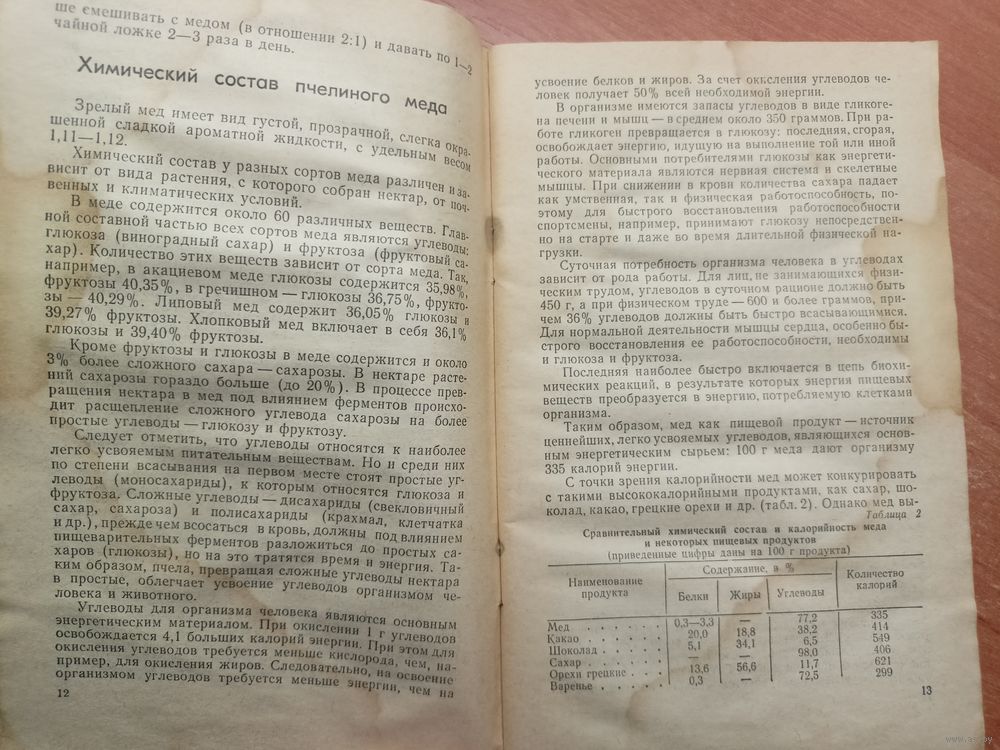 ше смешивать с медом (в отношении 2:1) и давать по 1—2
чайной ложке 2—3 раза в день.
Химический состав пчелиного меда
Зрелый мед имеет вид густой, прозрачной, слегка окра-
шенной сладкой ароматной жидкости, с удельным весом
1,11—1,12.
Химический состав у разных сортов меда различен и за-
висит от вида растения, с которого собран нектар, от поч-
венных и климатических условий.
В меде содержится около 60 различных веществ. Глав-
ной составной частью всех сортов меда являются углеводы:
глюкоза (виноградный сахар) и фруктоза (фруктовый са-
хар). Количество этих веществ зависит от сорта меда. Так,
например, в акациевом меде глюкозы содержится 35,98%,
фруктозы 40,35%, в гречишном — глюкозы 36,75%, фрукто-
зы — 40,29%. Липовый мед содержит 36,05% глюкозы и
39,27% фруктозы. Хлопковый мед включает в себя 36,1%
глюкозы и 39,40% фруктозы.
Кроме фруктозы и глюкозы в меде содержится и около
3% более сложного сахара — сахарозы. В нектаре расте-
ний сахарозы гораздо больше (до 20%). В процессе прев-
ращения нектара в мед под влиянием ферментов происхо-
дит расщепление сложного углевода сахарозы на более
простые углеводы — глюкозу и фруктозу.
Следует отметить, что углеводы относятся к наиболее
легко усвояемым питательным веществам. Но и среди них
по степени всасывания на первом месте стоят простые уг-
леводы (моносахариды), к которым относятся глюкоза и
фруктоза. Сложные углеводы — дисахариды (свекловичный
сахар, сахароза) и полисахариды (крахмал, клетчатка
и др.), прежде чем всосаться в кровь, должны под влиянием
пищеварительных ферментов разложиться до простых са-
харов (глюкозы), но на это тратятся время и энергия. Та-
ким образом, пчела, превращая сложные углеводы нектара
в простые, облегчает усвоение углеводов организмом че-
ловека и животного.
Углеводы для организма человека являются основным
энергетическим материалом. При окислении 1 г углеводов
освобождается 4,1 больших калорий энергии. При этом для
окисления углеводов требуется меньше кислорода, чем, на-
пример, для окисления жиров. Следовательно, на освоение
организмом углеводов требуется меньше энергии, чем на
12
усвоение белков и жиров. За счет окисления углеводов че-
ловек получает 50% всей необходимой энергии.
В организме имеются запасы углеводов в виде гликоге-
на печени и мышц — в среднем около 350 граммов. При ра-
боте гликоген превращается в глюкозу: последняя, сгорая,
освобождает энергию, идущую на выполнение той или иной
работы. Основными потребителями глюкозы как энергети-
ческого материала являются нервная система и скелетные
мышцы. При снижении в крови количества сахара падает
как умственная, так и физическая работоспособность, по-
этому для быстрого восстановления работоспособности
спортсмены, например, принимают глюкозу непосредствен-
но на старте и даже во время длительной физической на-
грузки.
Суточная потребность организма человека в углеводах
зависит от рода работы. Для лиц, не занимающихся физи-
ческим трудом, углеводов в суточном рационе должно быть
450 г, а при физическом труде — 600 и более граммов, при-
чем 36% углеводов должны быть быстро всасывающимися.
Для нормальной деятельности мышцы сердца, особенно бы-
строго восстановления ее работоспособности, необходимы
и глюкоза и фруктоза.
Последняя наиболее быстро включается в цепь биохи-
мических реакций, в результате которых энергия пищевых
веществ преобразуется в энергию, потребляемую клетками
организма.
Таким образом, мед как пищевой продукт — источник
ценнейших, легко усвояемых углеводов, являющихся основ-
ным энергетическим сырьем: 100 г меда дают организму
335 калорий энергии.
С точки зрения калорийности мед может конкурировать
с такими высококалорийными продуктами, как сахар, шо-
колад, какао, грецкие орехи и др. (табл. 2). Однако мед вы-
Таблица 2
Сравнительный химический состав и калорийность меда
и некоторых пищевых продуктов
(приведенные цифры даны на 100 г продукта)
Наименование продукта Содержание, в % Количество калорий
Белки Жиры Углеводы
Мед . . . . . . 0,3—3,3 — 77,2 335
Какао . . . . . . 20,0 18,8 38,2 414
Шоколад . . . . . 5,1 34,1 6,5 549
Сахар . . . . . . — — 98,0 406
Орехи грецкие . . . . 13,6 56,6 11,7 621
Варенье . . . . . 0,3 — 72,5 299
13